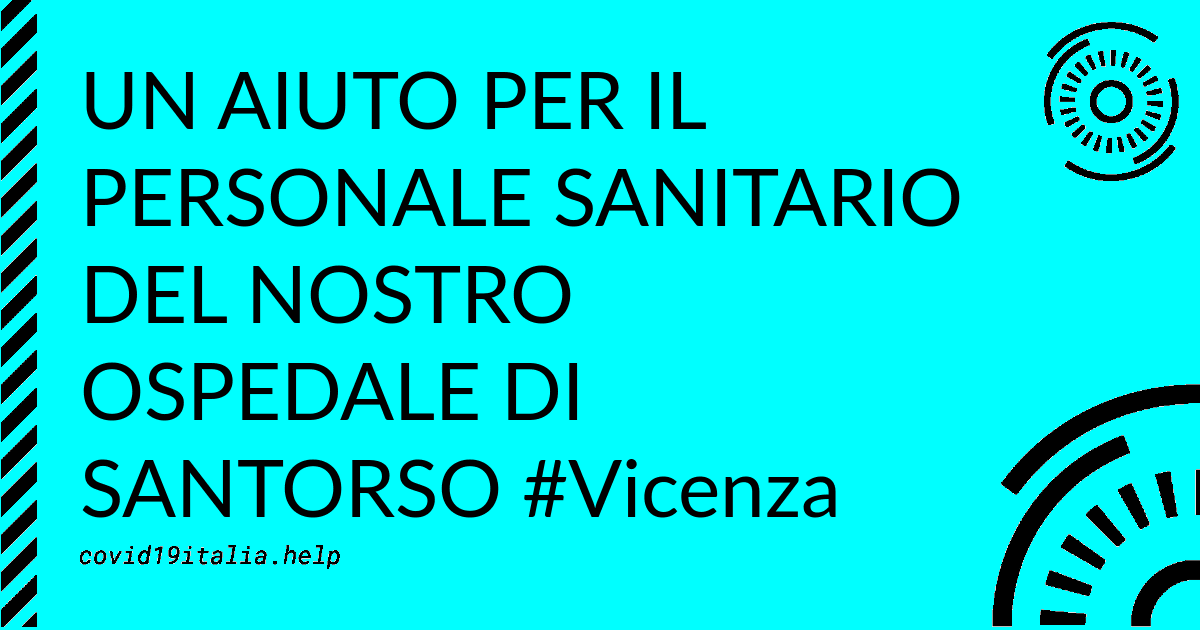 UN AIUTO PER IL
PERSONALE SANITARIO
DEL NOSTRO
OSPEDALE DI
SANTORSO #Vicenza
covid19italia.help